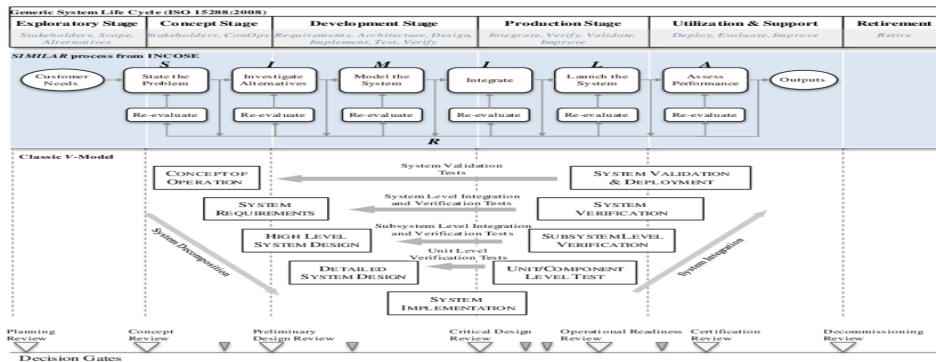 Generic System Life Cycle (ISO 15288:2008)
Exploratory Stage
Concept Stage
Development Stage
Production Stage
Utilization & Support
Retirement
Stakeholders, Scope,
Alternatives
Stakeholders, ConOps
Requirements, Architecture, Design,
Implement, Test, Verify
Integrate, Verify, Validate,
Improve
Deploy, Evaluate, Improve
Retire
SIMILAR process from INCOSE
S I M I L A
Customer
Needs
State the
Problem
Investigate
Alternatives
Model the
System
Integrate
Launch the
System
Assess
Performance
Outputs
Re-evaluate
Re-evaluate
Re-evaluate
Re-evaluate
Re-evaluate
Re-evaluate
R
Classic V-Model
CONCEPT OF
OPERATION
System Validation
Tests
SYSTEM VALIDATION
& DEPLOYMENT
SYSTEM
REQUIREMENTS
System Level Integration
and Verification Tests
SYSTEM
VERIFICATION
HIGH LEVEL
SYSTEM DESIGN
Subsystem Level Integration
and Verification Tests
SUBSYSTEM LEVEL
VERIFICATION
DETAILED
SYSTEM DESIGN
Unit Level
Verification Tests
UNIT/COMPONENT
LEVEL TEST
SYSTEM
IMPLEMENTATION
System Decomposition
System Integration
Planning
Review
Concept
Review
Preliminary
Design Review
Critical Design
Review
Operational Readiness
Review
Certification
Review
Decommissioning
Review
Decision Gates